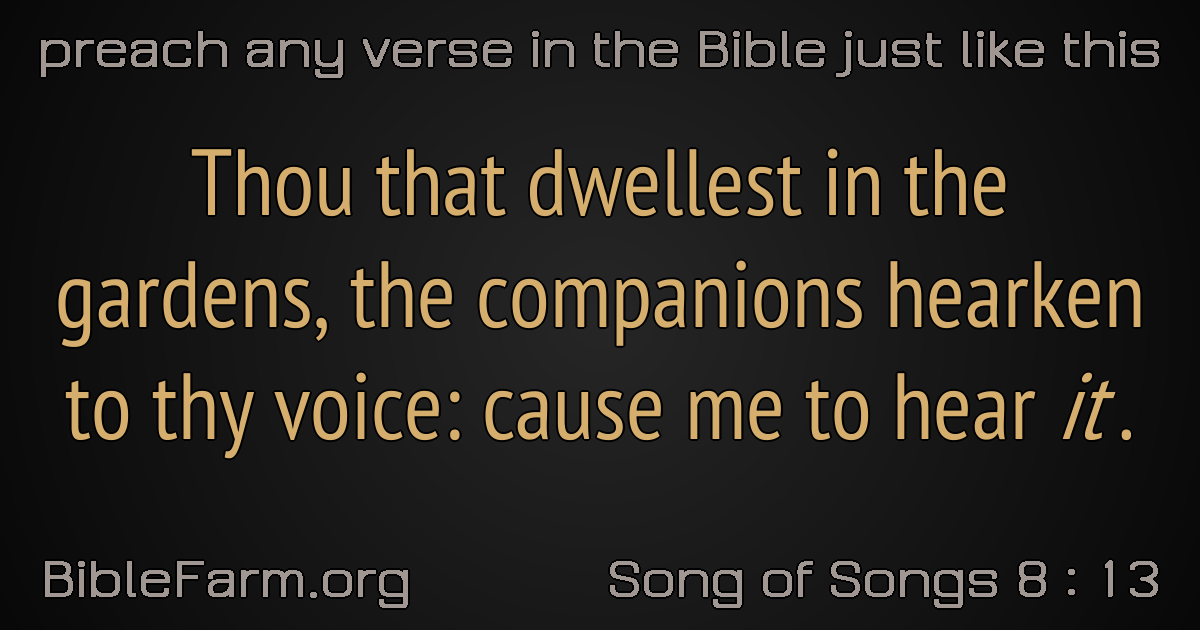 preach any verse in the Bible just like this
Thou that dwellest in the
gardens, the companions hearken
to thy voice: cause me to hear it.
BibleFarm.org
Song of Songs 8 : 13